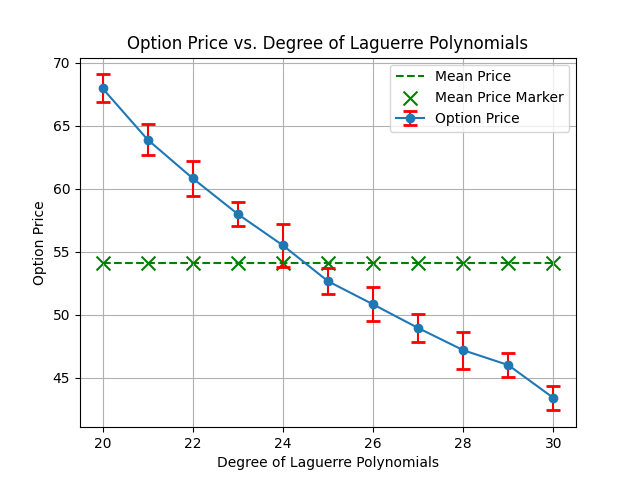 Option Price vs. Degree of Laguerre Polynomials
Mean Price
Mean Price Marker
Option Price
Option Price
70
65
60
55
50
45
20 22 24 26 28 30
Degree of Laguerre Polynomials